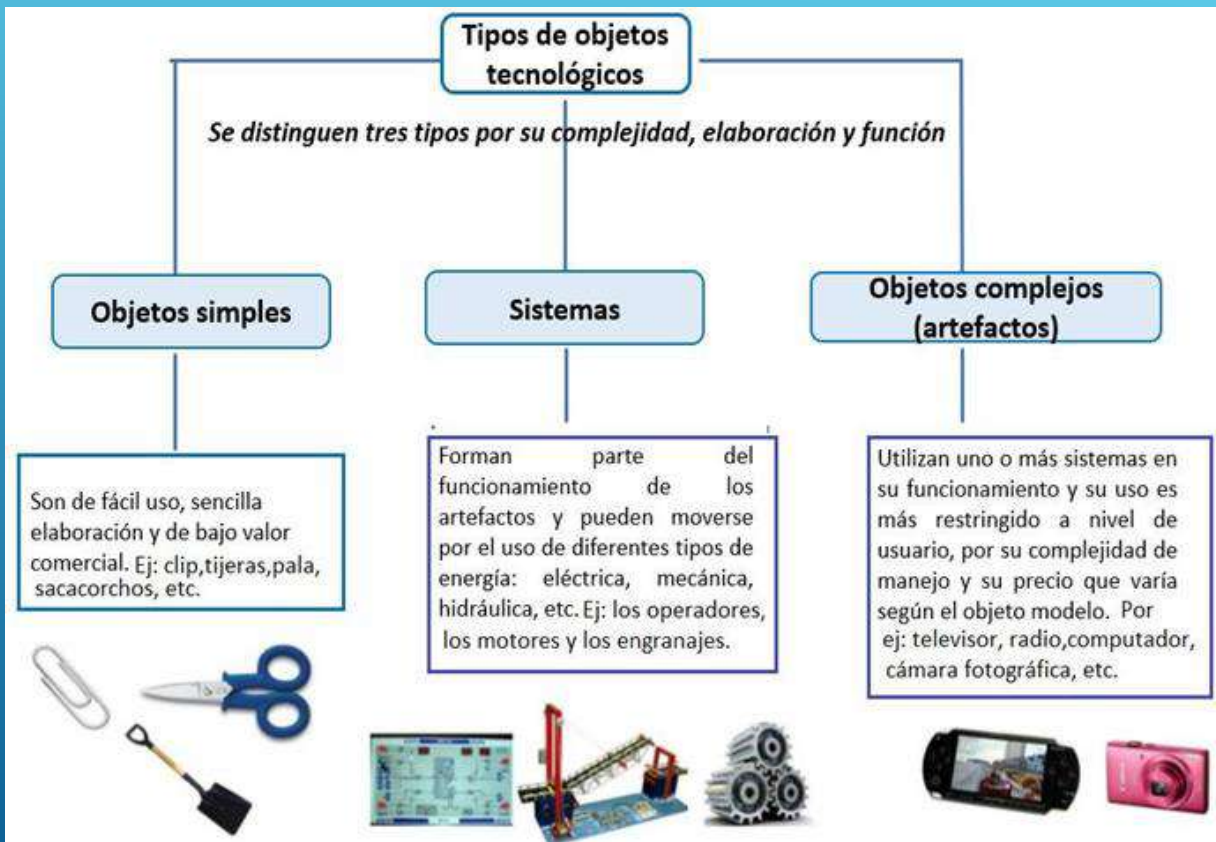 Tipos de objetos
tecnológicos
Se distinguen tres tipos por su complejidad, elaboración y función
Objetos simples
Sistemas
Objetos complejos
(artefactos)
Son de fácil uso, sencilla
elaboración y de bajo valor
comercial. Ej: clip,tijeras,pala,
sacacorchos, etc.
Forman parte del
funcionamiento de los
artefactos y pueden moverse
por el uso de diferentes tipos de
energía: eléctrica, mecánica,
hidráulica, etc. Ej: los operadores,
los motores y los engranajes.
Utilizan uno o más sistemas en
su funcionamiento y su uso es
más restringido a nivel de
usuario, por su complejidad de
manejo y su precio que varía
según el objeto modelo. Por
ej: televisor, radio,computador,
cámara fotográfica, etc.